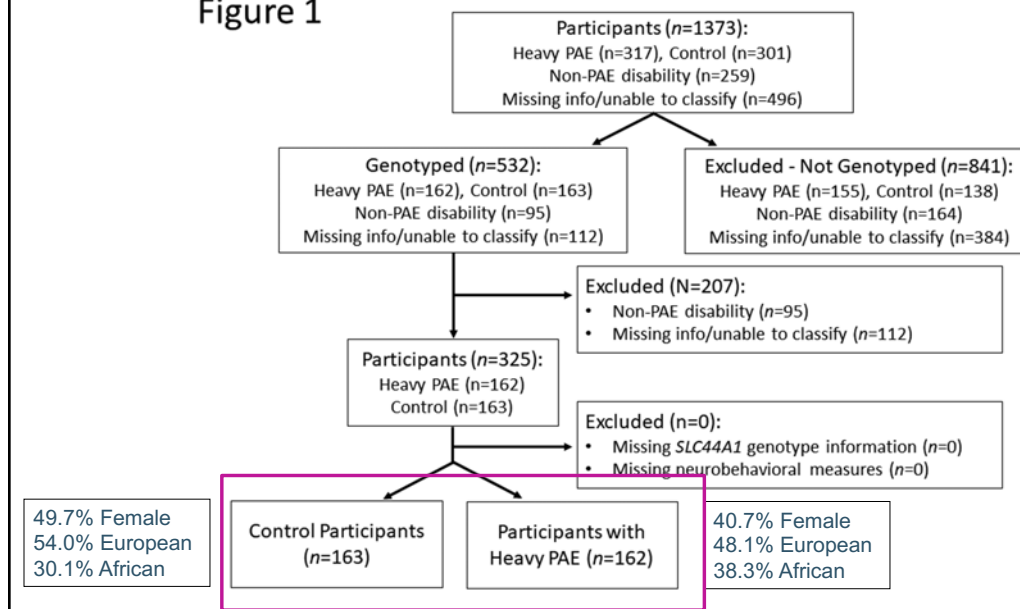 Figure 1
Participants (n=1373):
Heavy PAE (n=317), Control (n=301)
Non-PAE disability (n=259)
Missing info/unable to classify (n=496)
Genotyped (n=532):
Heavy PAE (n=162), Control (n=163)
Non-PAE disability (n=95)
Missing info/unable to classify (n=112)
Excluded - Not Genotyped (n=841):
Heavy PAE (n=155), Control (n=138)
Non-PAE disability (n=164)
Missing info/unable to classify (n=384)
Excluded (N=207):
• Non-PAE disability (n=95)
• Missing info/unable to classify (n=112)
Participants (n=325):
Heavy PAE (n=162)
Control (n=163)
Excluded (n=0):
• Missing SLC44A1 genotype information (n=0)
• Missing neurobehavioral measures (n=0)
49.7% Female
54.0% European
30.1% African
Control Participants
(n=163)
Participants with
Heavy PAE (n=162)
40.7% Female
48.1% European
38.3% African